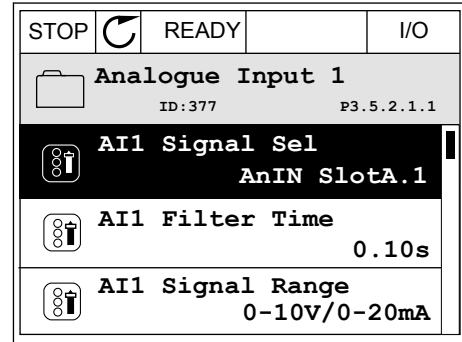 STOP READY I/O
Analogue Input 1
ID:377 P3.5.2.1.1
AI1 Signal Sel
AnIN SlotA.1
AI1 Filter Time
0.10s
AI1 Signal Range
0-10V/0-20mA